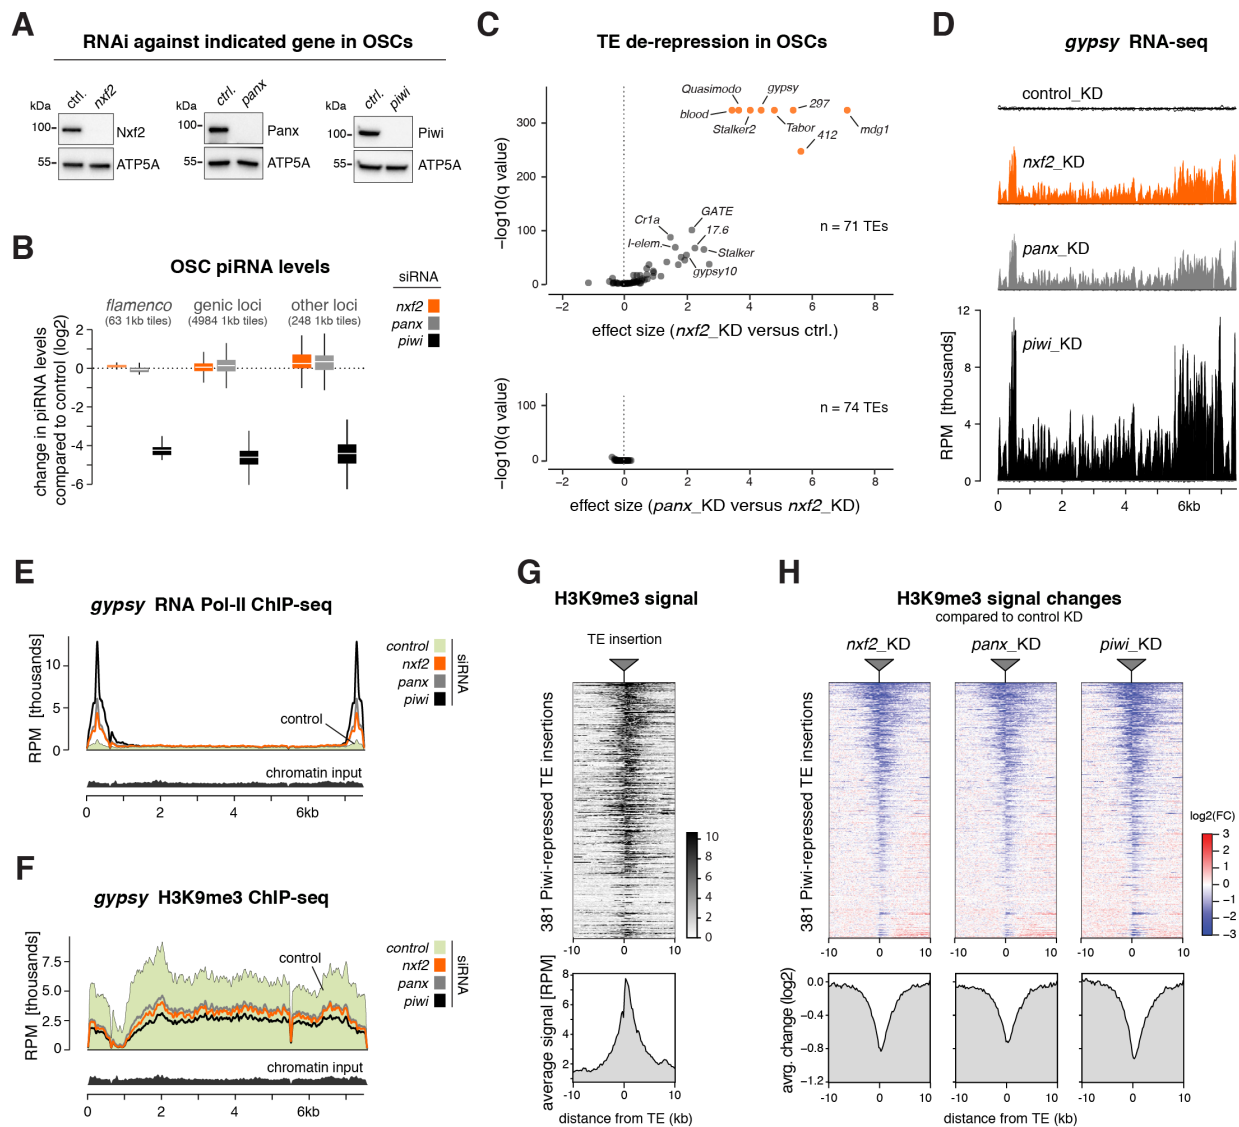 A
RNAi against indicated gene in OSCs
ctrl. nxf2
kDa
100-
Nxf2
55-
ATP5A
ctrl. panx
kDa
100-
Panx
55-
ATP5A
ctrl. piwi
kDa
100-
Piwi
55-
ATP5A
B
OSC piRNA levels
siRNA
nxf2
panx
piwi
flamenco
(63 1kb tiles)
genic loci
(4984 1kb tiles)
other loci
(248 1kb tiles)
change in piRNA levels
compared to control (log2)
2
0
-2
-4
-6
C
TE de-repression in OSCs
−log10(q value)
300
200
100
0
Quasimodo
gypsy
blood
297
Stalker2
Tabor
mdg1
412
Cr1a
GATE
17.6
I-elem.
Stalker
gypsy10
n = 71 TEs
−2 0 2 4 6 8
effect size (nxf2_KD versus ctrl.)
−log10(q value)
100
0
n = 74 TEs
−2 0 2 4 6 8
effect size (panx_KD versus nxf2_KD)
D
gypsy RNA-seq
control_KD
nxf2_KD
panx_KD
piwi_KD
RPM [thousands]
12
8
4
0
0 2 4 6kb
E
gypsy RNA Pol-II ChIP-seq
RPM [thousands]
10
5
0
control
nxf2
panx
piwi
siRNA
control
chromatin input
0 2 4 6kb
F
gypsy H3K9me3 ChIP-seq
RPM [thousands]
7.5
5.0
2.5
0
control
nxf2
panx
piwi
siRNA
control
chromatin input
0 2 4 6kb
G
H3K9me3 signal
TE insertion
381 Piwi-repressed TE insertions
10
8
6
4
2
0
-10 0 10
average signal [RPM]
8
6
4
2
-10 0 10
distance from TE (kb)
H
H3K9me3 signal changes
compared to control KD
nxf2_KD panx_KD piwi_KD
381 Piwi-repressed TE insertions
log2(FC)
3
2
1
0
−1
−2
−3
-10 0 10 -10 0 10 -10 0 10
avrg. change (log2)
0.0
−0.4
−0.8
−1.2
-10 0 10 -10 0 10 -10 0 10
distance from TE (kb)